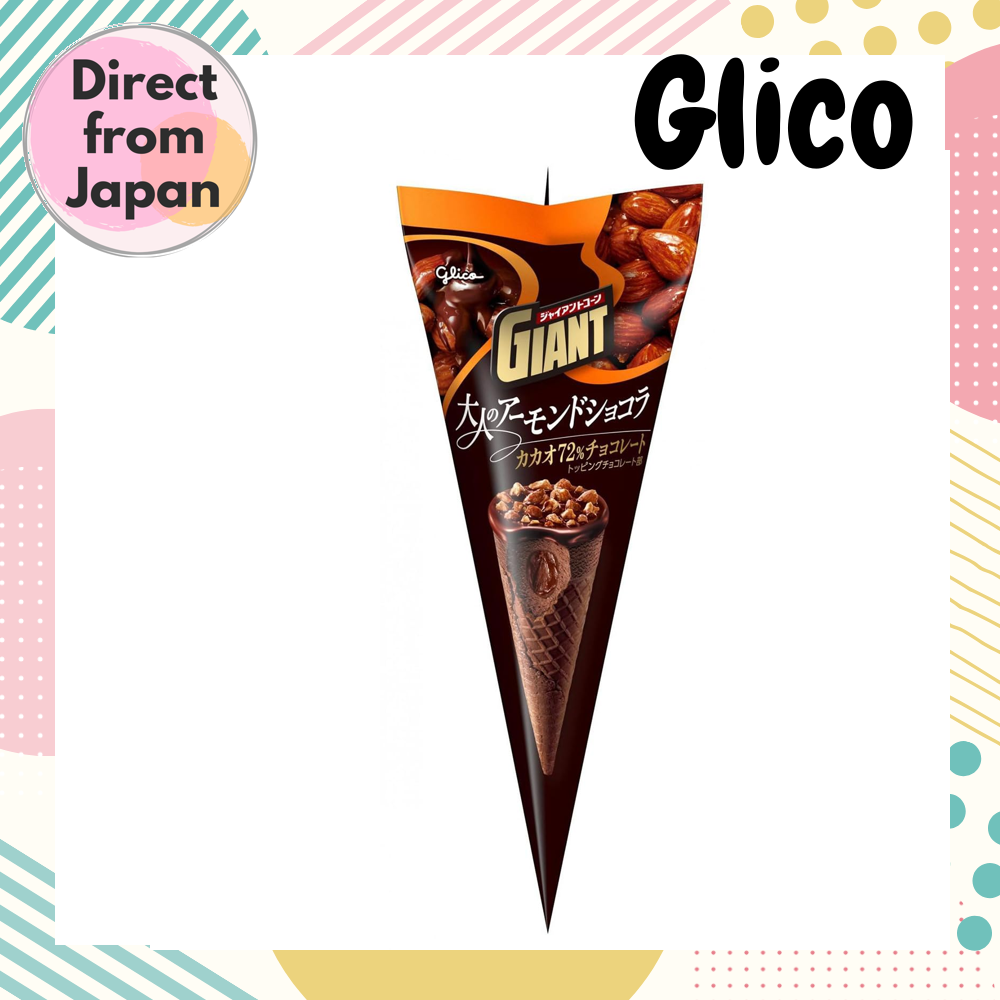 Direct
from
Japan
Glico
Glico
ジャイアントコーン
GIANT
大人のアーモンドショコラ
カカオ72%チョコレート
トッピングチョコレート部